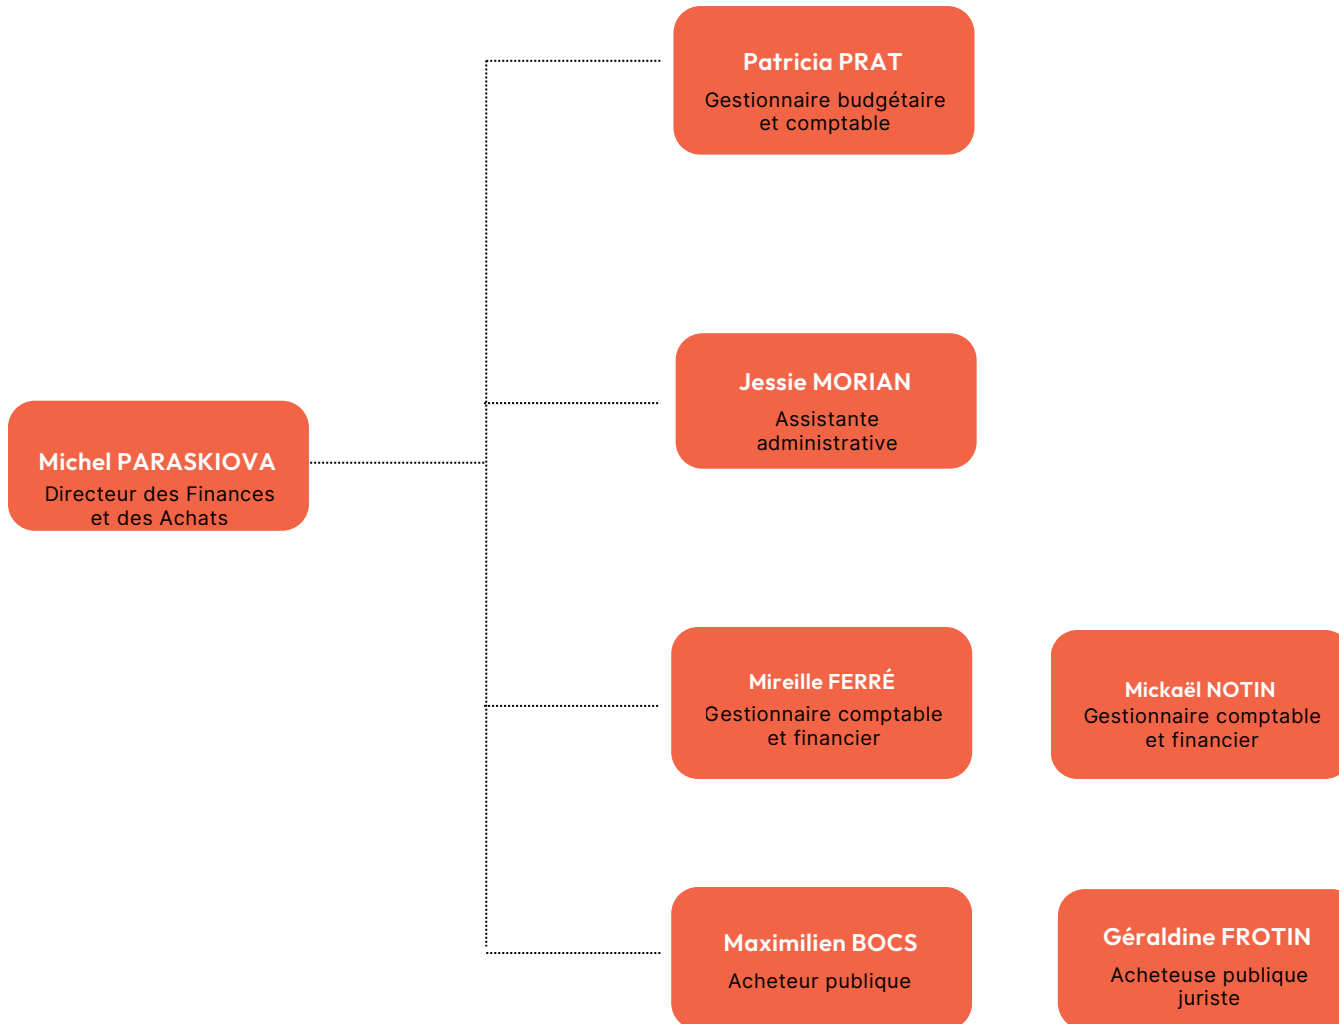 Patricia PRAT
Gestionnaire budgétaire
et comptable
Jessie MORIAN
Assistante
administrative
Michel PARASKIOVA
Directeur des Finances
et des Achats
Mireille FERRÉ
Gestionnaire comptable
et financier
Mickaël NOTIN
Gestionnaire comptable
et financier
Maximilien BOCS
Acheteur publique
Géraldine FROTIN
Acheteuse publique
juriste